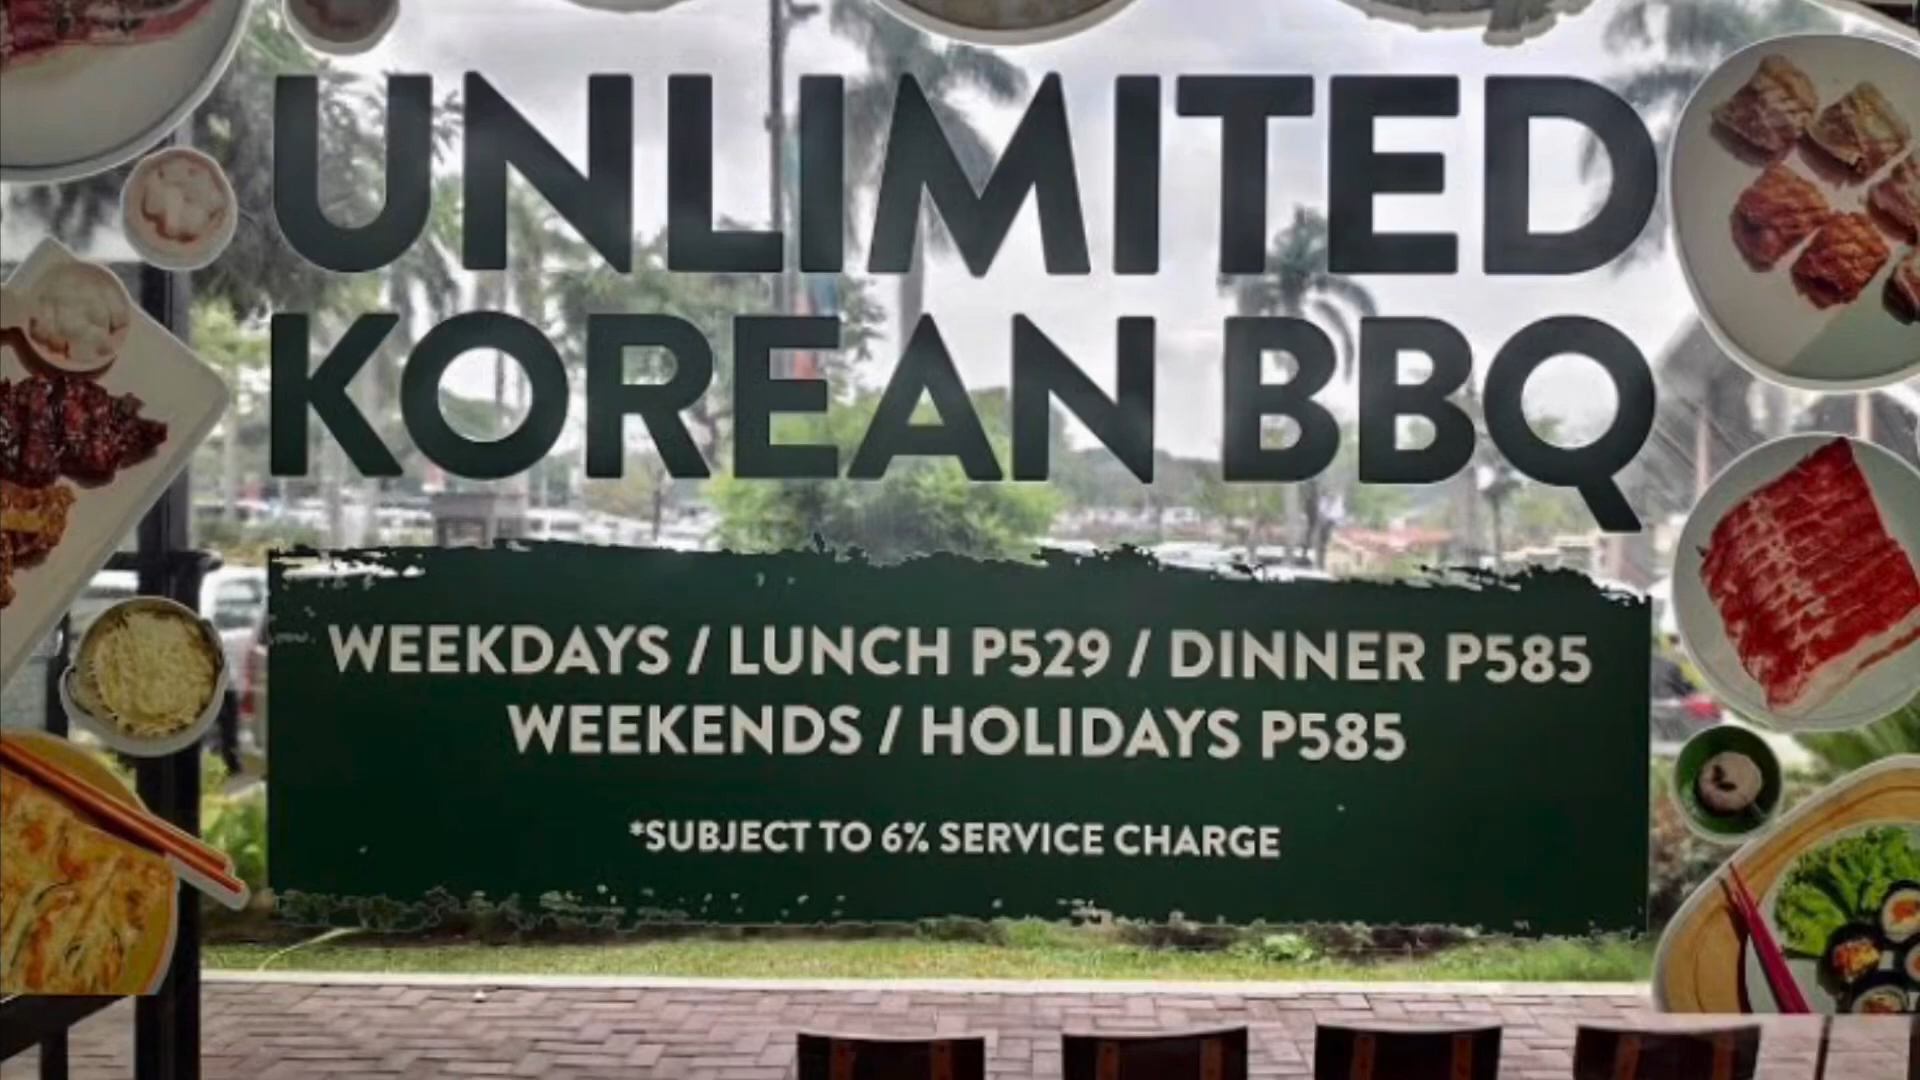 UNLIMITED
KOREAN BBQ
WEEKDAYS / LUNCH P529 / DINNER P585
WEEKENDS / HOLIDAYS P585
*SUBJECT TO 6% SERVICE CHARGE